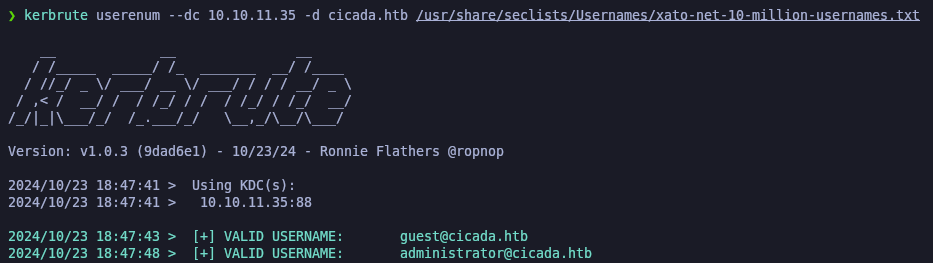 ❯ kerbrute userenum --dc 10.10.11.35 -d cicada.htb /usr/share/seclists/Usernames/xato-net-10-million-usernames.txt
    __             __               __
   / /_____  _____/ /_  _______  __/ /____
  / //_/ _ \/ ___/ __ \/ ___/ / / / __/ _ \
 / ,< /  __/ /  / /_/ / /  / /_/ / /_/  __/
/_/|_|\___/_/  /_.___/_/   \__,_/\__/\___/
Version: v1.0.3 (9dad6e1) - 10/23/24 - Ronnie Flathers @ropnop
2024/10/23 18:47:41 >  Using KDC(s):
2024/10/23 18:47:41 >   10.10.11.35:88
2024/10/23 18:47:43 >  [+] VALID USERNAME:       guest@cicada.htb
2024/10/23 18:47:48 >  [+] VALID USERNAME:       administrator@cicada.htb